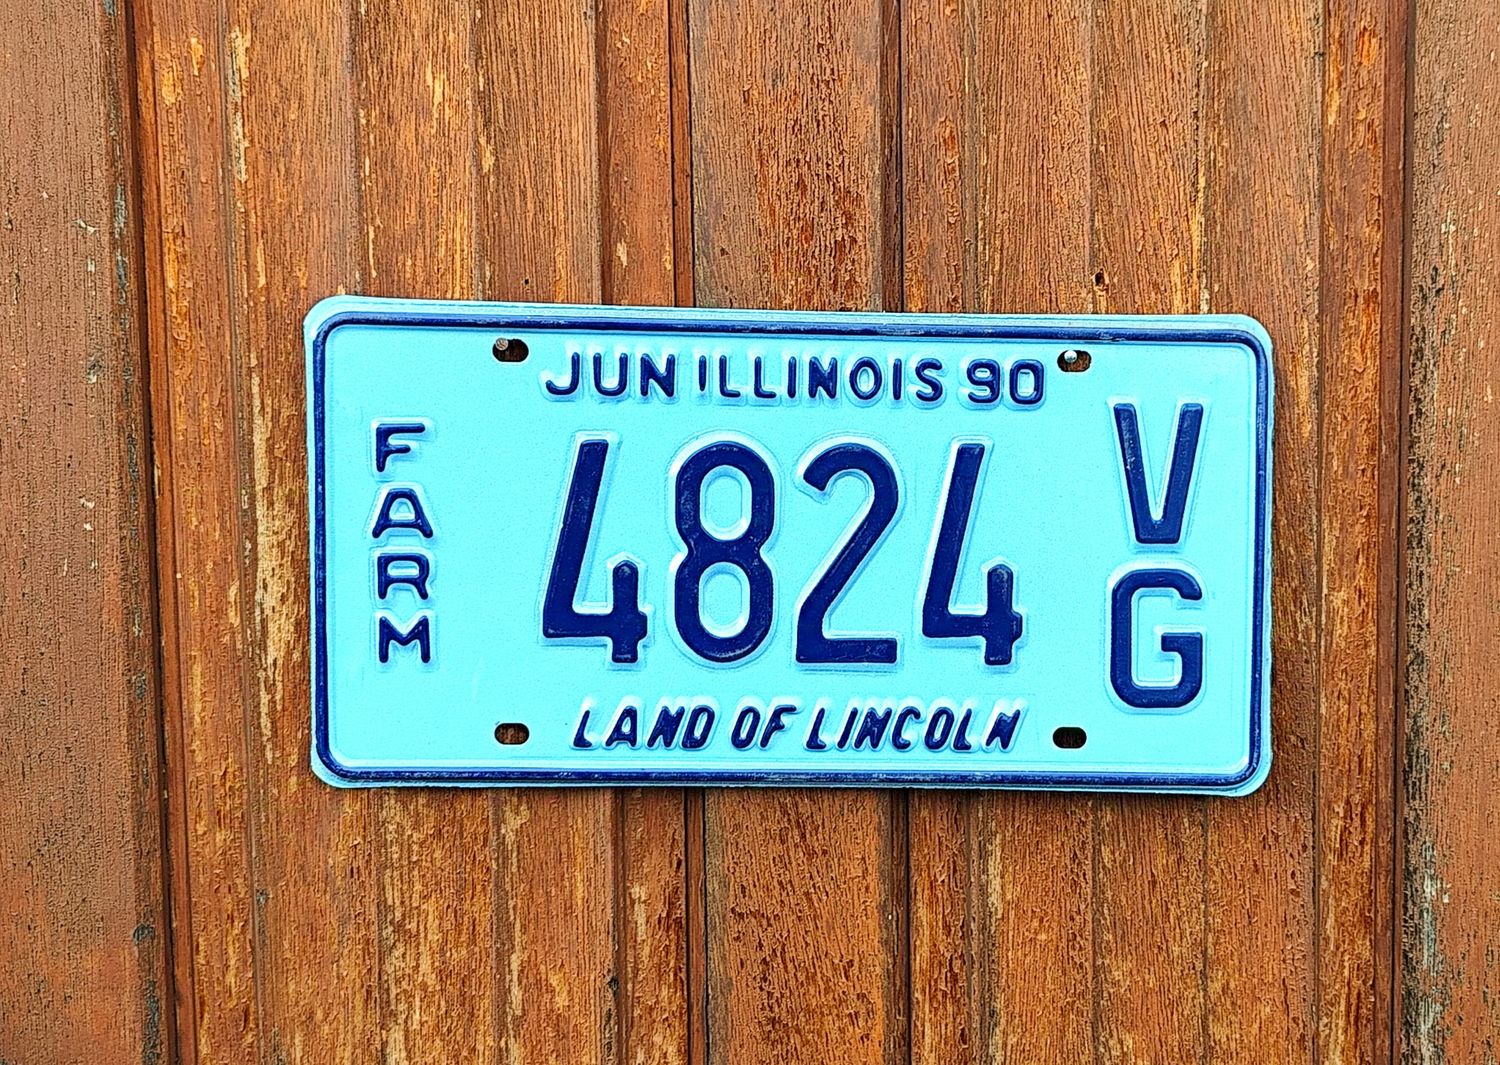 JUN ILLINOIS 90
FARM
4824
VG
LAND OF LINCOLN